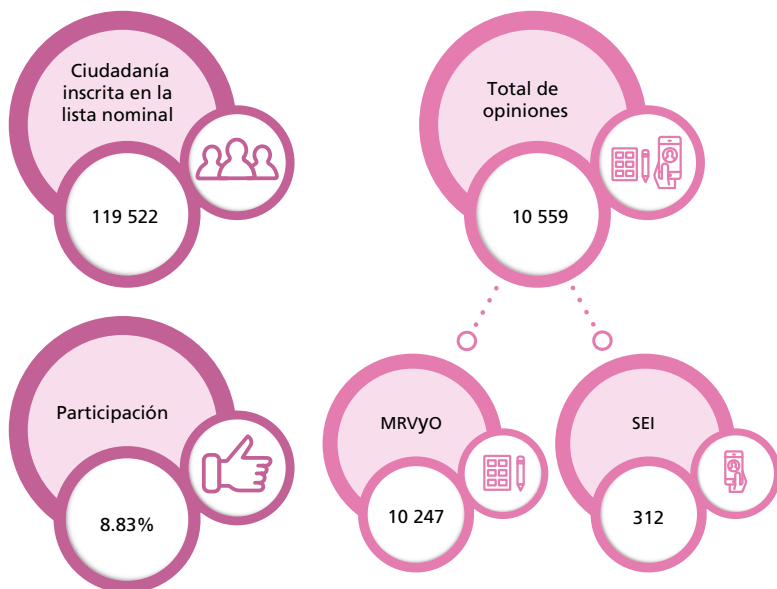 Ciudadanía
inscrita en la
lista nominal
119 522
Total de
opiniones
10 559
Participación
8.83%
MRVyO
10 247
SEI
312